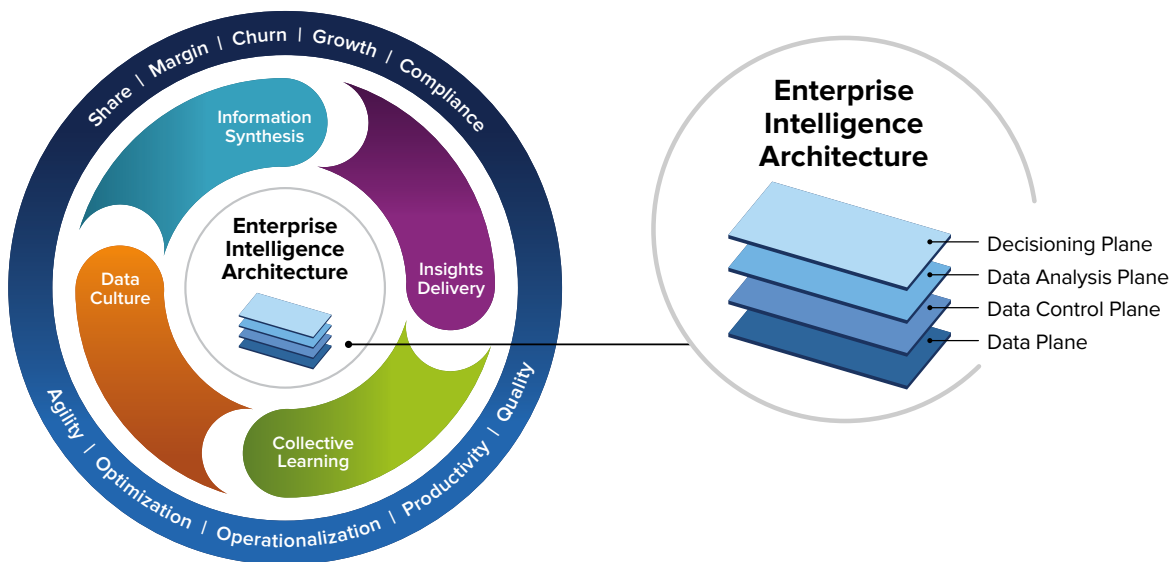 Share | Margin | Churn | Growth | Compliance
Information
Synthesis
Insights
Delivery
Collective
Learning
Data
Culture
Enterprise
Intelligence
Architecture
Agility | Optimization | Operationalization | Productivity | Quality
Enterprise
Intelligence
Architecture
Decisioning Plane
Data Analysis Plane
Data Control Plane
Data Plane